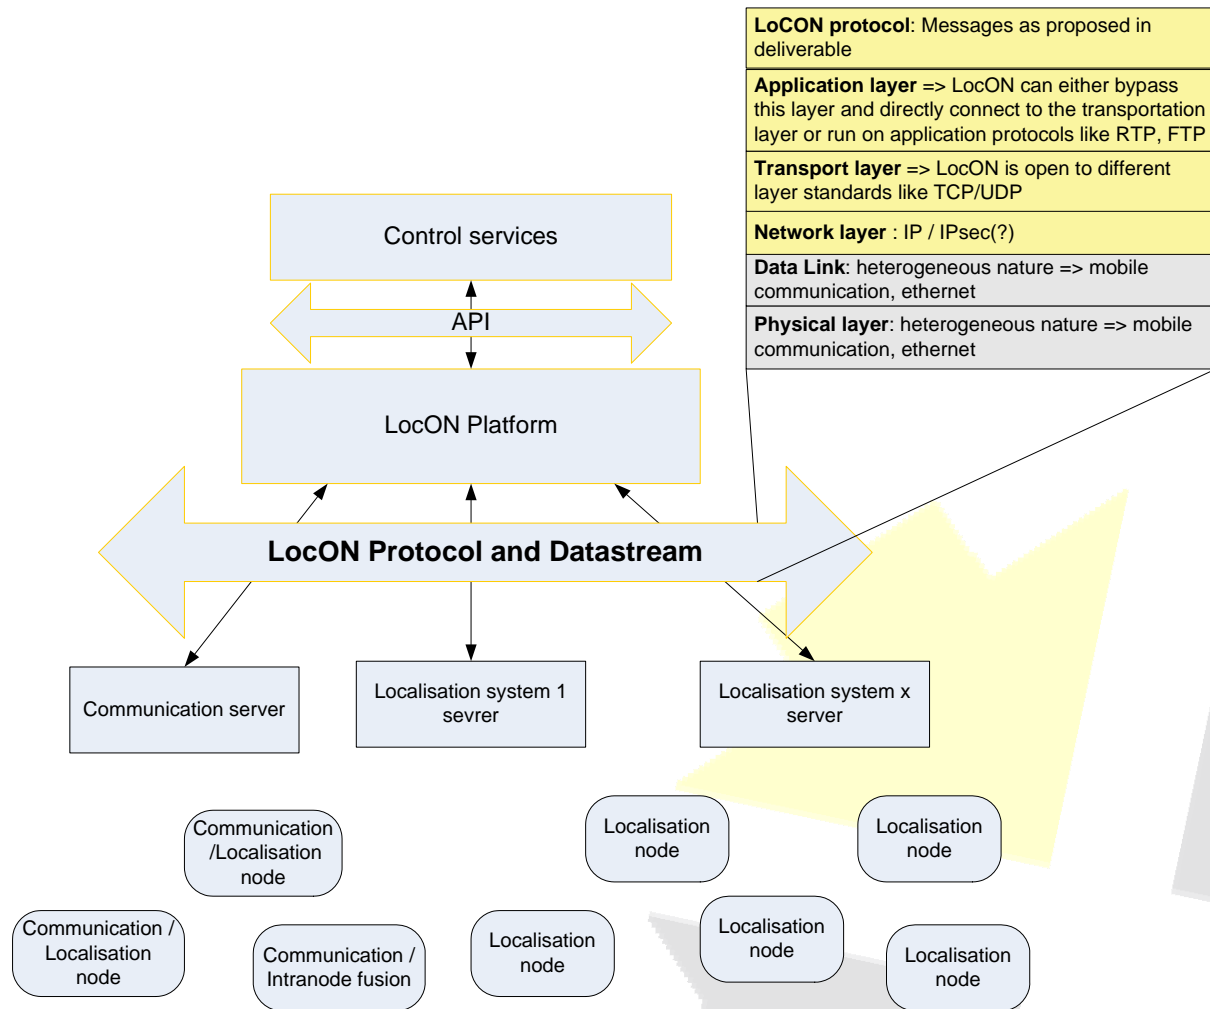 LoCON protocol: Messages as proposed in
deliverable
Application layer => LocON can either bypass
this layer and directly connect to the transportation
layer or run on application protocols like RTP, FTP
Transport layer => LocON is open to different
layer standards like TCP/UDP
Network layer : IP / IPsec(?)
Data Link: heterogeneous nature => mobile
communication, ethernet
Physical layer: heterogeneous nature => mobile
communication, ethernet
Control services
API
LocON Platform
LocON Protocol and Datastream
Communication server
Localisation system 1
sevrer
Localisation system x
server
Communication
/Localisation
node
Localisation
node
Localisation
node
Communication /
Localisation
node
Communication /
Intranode fusion
Localisation
node
Localisation
node
Localisation
node